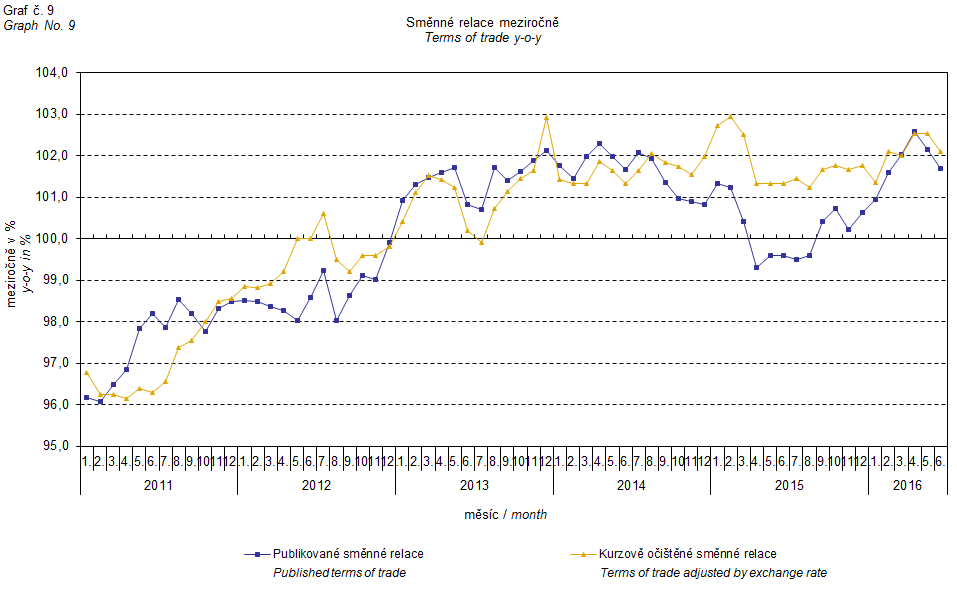 Graf č. 9
Graph No. 9
Směnné relace meziročně
Terms of trade y-o-y
104,0
103,0
102,0
101,0
100,0
99,0
98,0
97,0
96,0
95,0
meziročně v %
y-o-y in %
1. 2. 3. 4. 5. 6. 7. 8. 9. 10 11 12. 1. 2. 3. 4. 5. 6. 7. 8. 9. 10 11 12. 1. 2. 3. 4. 5. 6. 7. 8. 9. 10 11 12. 1. 2. 3. 4. 5. 6. 7. 8. 9. 10 11 12. 1. 2. 3. 4. 5. 6. 7. 8. 9. 10 11 12. 1. 2. 3. 4. 5. 6.
2011 2012 2013 2014 2015 2016
měsíc / month
Publikované směnné relace
Published terms of trade
Kurzově očištěné směnné relace
Terms of trade adjusted by exchange rate